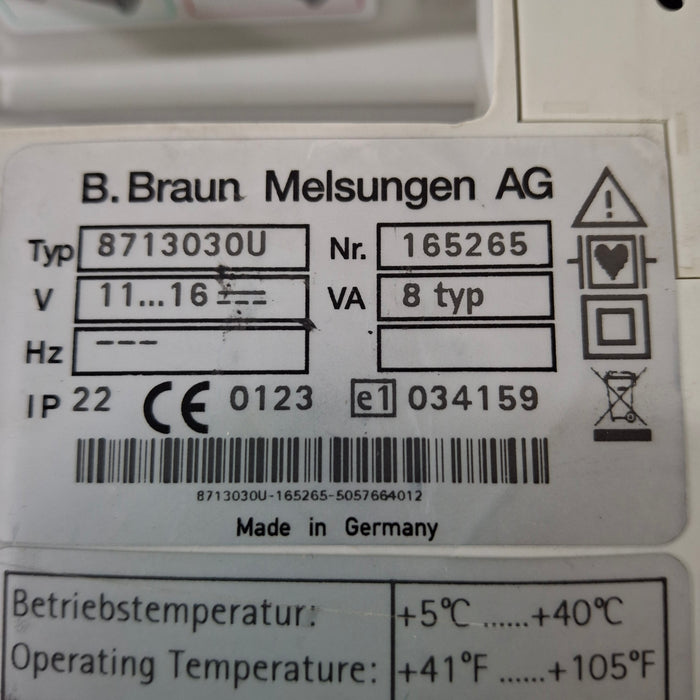 B. Braun Melsungen AG
Typ 8713030U Nr. 165265
V 11...16 VA 8 typ
Hz ---
IP 22 CE 0123 e1 034159
8713030U-165265-5057664012
Made in Germany
Betriebstemperatur: +5°C ......+40°C
Operating Temperature: +41°F ......+105°F